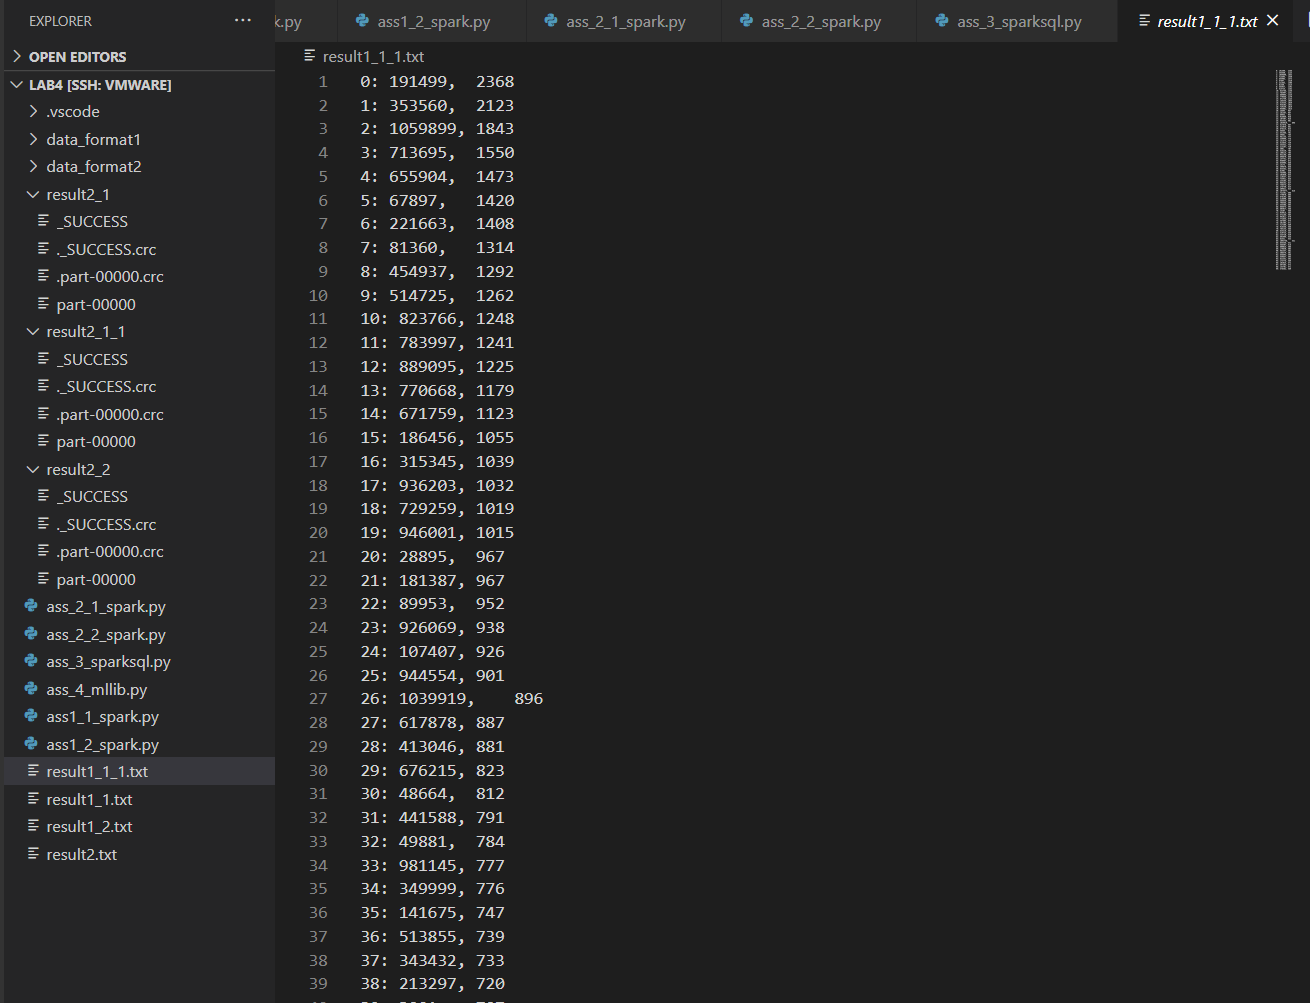 EXPLORER
OPEN EDITORS
LAB4 [SSH: VMWARE]
.vscode
data_format1
data_format2
result2_1
_SUCCESS
._SUCCESS.crc
.part-00000.crc
part-00000
result2_1_1
_SUCCESS
._SUCCESS.crc
.part-00000.crc
part-00000
result2_2
_SUCCESS
._SUCCESS.crc
.part-00000.crc
part-00000
ass_2_1_spark.py
ass_2_2_spark.py
ass_3_sparksql.py
ass_4_mllib.py
ass1_1_spark.py
ass1_2_spark.py
result1_1_1.txt
result1_1.txt
result1_2.txt
result2.txt
k.py ass1_2_spark.py ass_2_1_spark.py ass_2_2_spark.py ass_3_sparksql.py result1_1_1.txt
result1_1_1.txt
1 0: 191499, 2368
2 1: 353560, 2123
3 2: 1059899, 1843
4 3: 713695, 1550
5 4: 655904, 1473
6 5: 67897, 1420
7 6: 221663, 1408
8 7: 81360, 1314
9 8: 454937, 1292
10 9: 514725, 1262
11 10: 823766, 1248
12 11: 783997, 1241
13 12: 889095, 1225
14 13: 770668, 1179
15 14: 671759, 1123
16 15: 186456, 1055
17 16: 315345, 1039
18 17: 936203, 1032
19 18: 729259, 1019
20 19: 946001, 1015
21 20: 28895, 967
22 21: 181387, 967
23 22: 89953, 952
24 23: 926069, 938
25 24: 107407, 926
26 25: 944554, 901
27 26: 1039919, 896
28 27: 617878, 887
29 28: 413046, 881
30 29: 676215, 823
31 30: 48664, 812
32 31: 441588, 791
33 32: 49881, 784
34 33: 981145, 777
35 34: 349999, 776
36 35: 141675, 747
37 36: 513855, 739
38 37: 343432, 733
39 38: 213297, 720